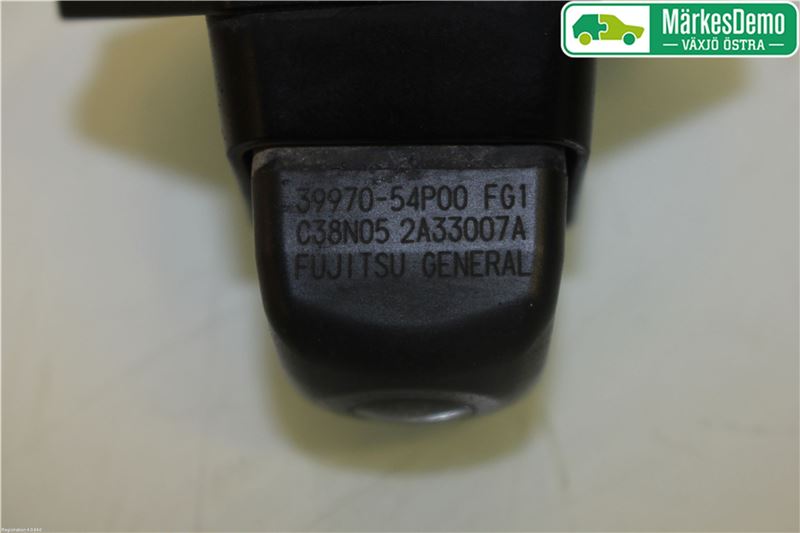 MärkesDemo
VÄXJÖ ÖSTRA
39970-54P00 FG1
C38N05 2A33007A
FUJITSU GENERAL